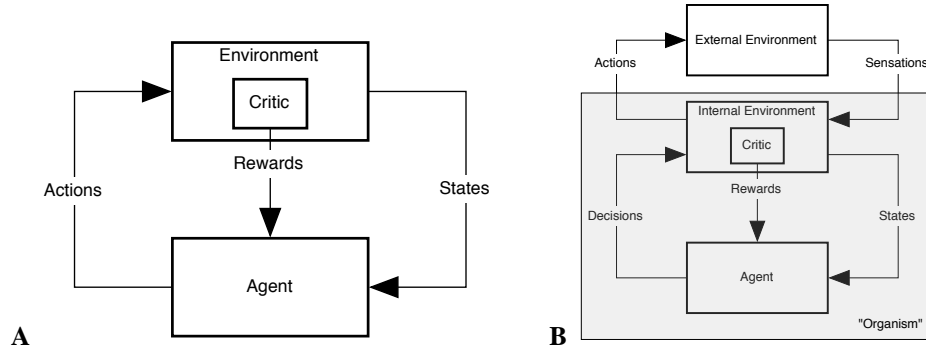 Environment
Critic
Rewards
Actions
States
Agent
A
External Environment
Actions
Sensations
Internal Environment
Critic
Rewards
Decisions
States
Agent
"Organism"
B